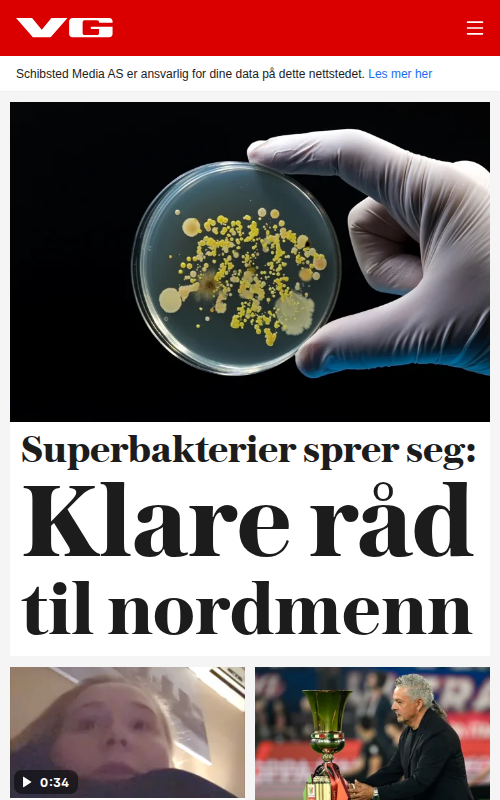 VG
Schibsted Media AS er ansvarlig for dine data på dette nettstedet. Les mer her
Superbakterier sprer seg:
Klare råd
til nordmenn
0:34